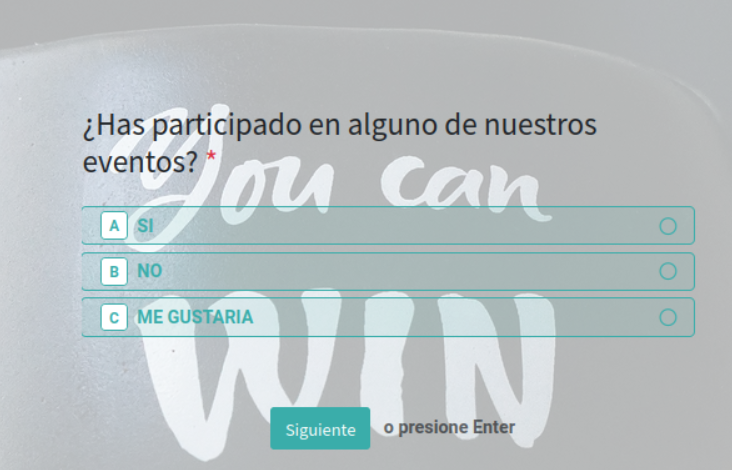 ¿Has participado en alguno de nuestros
eventos? *
you can
A SI
B NO
C ME GUSTARIA
WIN
Siguiente o presione Enter